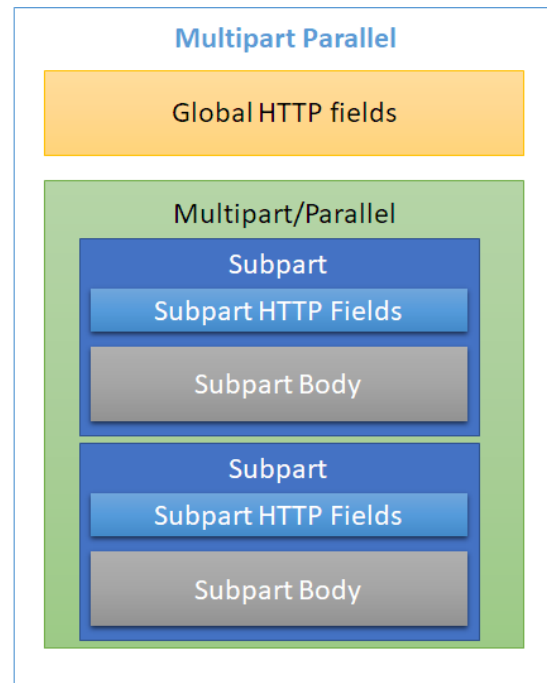 Multipart Parallel
Global HTTP fields
Multipart/Parallel
Subpart
Subpart HTTP Fields
Subpart Body
Subpart
Subpart HTTP Fields
Subpart Body